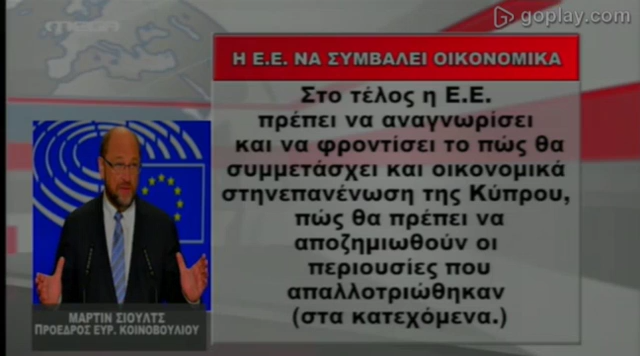 MEGA
goplay.com
Η Ε.Ε. ΝΑ ΣΥΜΒΑΛΕΙ ΟΙΚΟΝΟΜΙΚΑ
Στο τέλος η Ε.Ε.
πρέπει να αναγνωρίσει
και να φροντίσει το πώς θα
συμμετάσχει και οικονομικά
στηνεπανένωση της Κύπρου,
πώς θα πρέπει να
αποζημιωθούν οι
περιουσίες που
απαλλοτριώθηκαν
(στα κατεχόμενα.)
ΜΑΡΤΙΝ ΣΙΟΥΛΤΣ
ΠΡΟΕΔΡΟΣ ΕΥΡ. ΚΟΙΝΟΒΟΥΛΙΟΥ